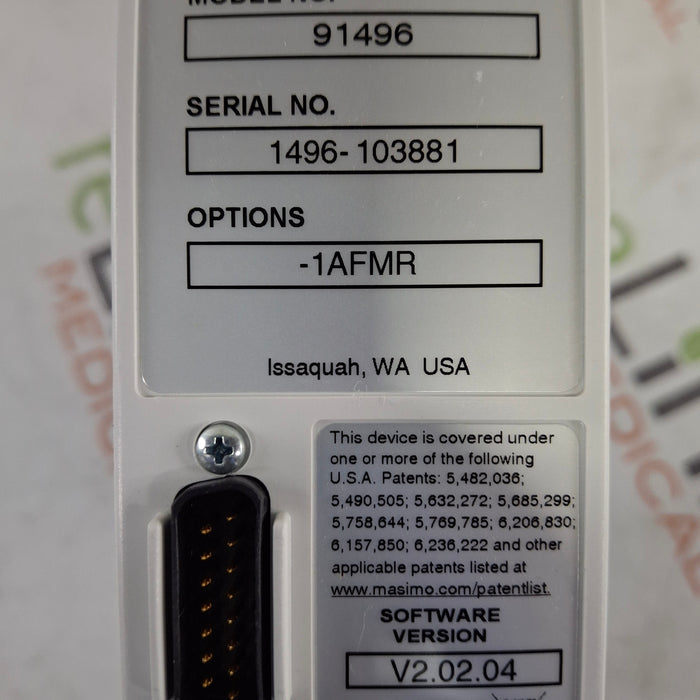 MODEL NO.
91496
SERIAL NO.
1496-103881
OPTIONS
-1AFMR
Issaquah, WA USA
This device is covered under
one or more of the following
U.S.A. Patents: 5,482,036;
5,490,505; 5,632,272; 5,685,299;
5,758,644; 5,769,785; 6,206,830;
6,157,850; 6,236,222 and other
applicable patents listed at
www.masimo.com/patentlist.
SOFTWARE
VERSION
V2.02.04
MEDICAL